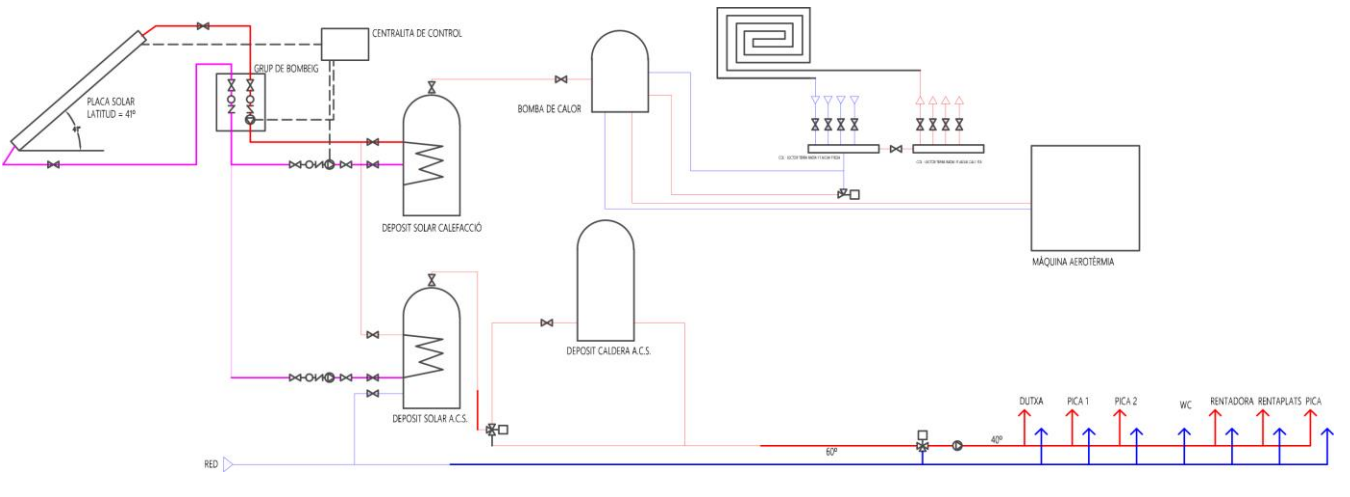 CENTRALITA DE CONTROL
GRUP DE BOMBEIG
PLACA SOLAR
LATITUD = 41º
41º
BOMBA DE CALOR
DEPOSIT SOLAR CALEFACCIÓ
MÀQUINA AEROTÈRMIA
DEPOSIT CALDERA A.C.S.
DEPOSIT SOLAR A.C.S.
DUTXA
PICA 1
PICA 2
WC
RENTADORA
RENTAPLATS
PICA
40º
60º
RED